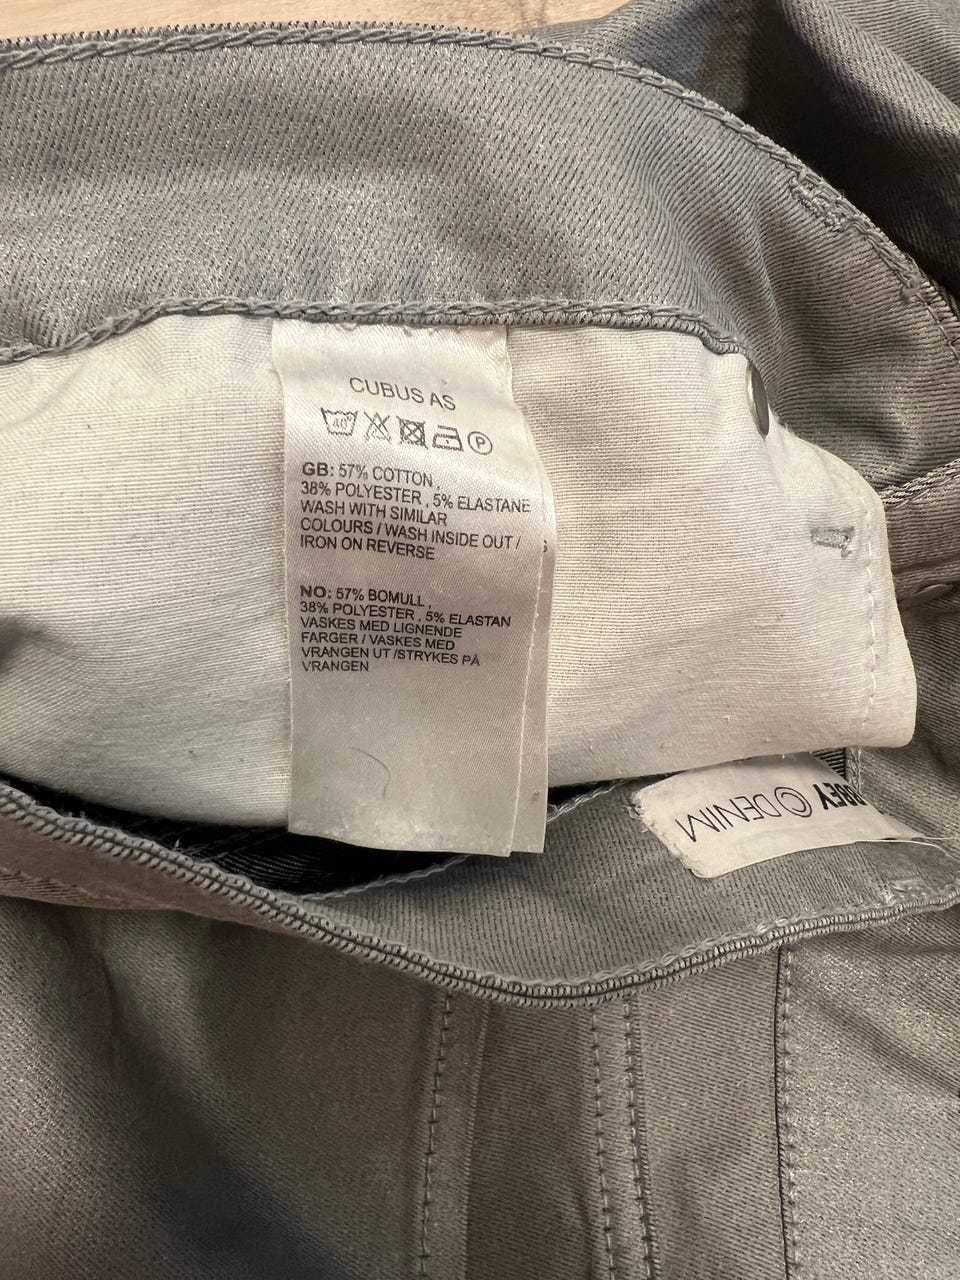 CUBUS AS
40° P
GB: 57% COTTON ,
38% POLYESTER , 5% ELASTANE
WASH WITH SIMILAR
COLOURS / WASH INSIDE OUT /
IRON ON REVERSE
NO: 57% BOMULL ,
38% POLYESTER , 5% ELASTAN
VASKES MED LIGNENDE
FARGER / VASKES MED
VRANGEN UT /STRYKES PÅ
VRANGEN
DENIM